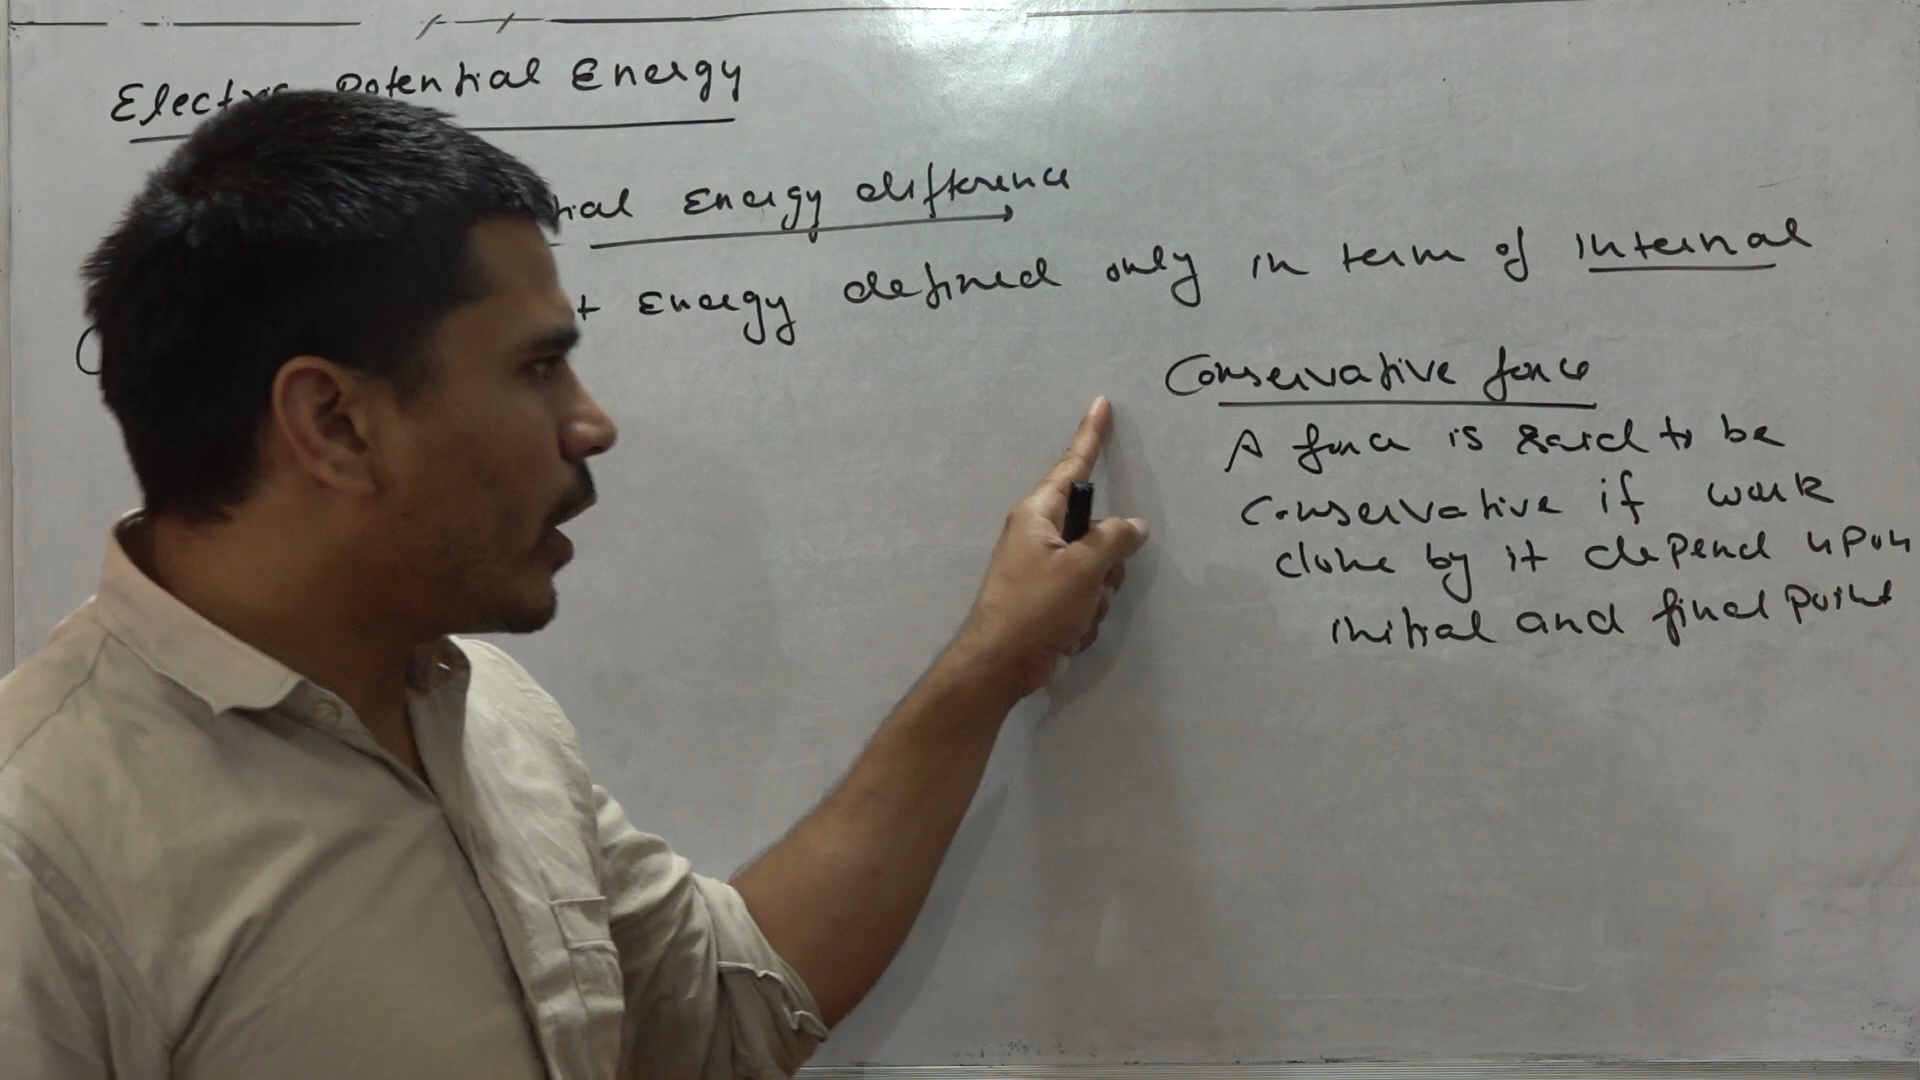 Electric Potential Energy
Energy difference
Energy defined only in term of internal
Conservative force
A force is said to be
conservative if work
done by it depend upon
initial and final point